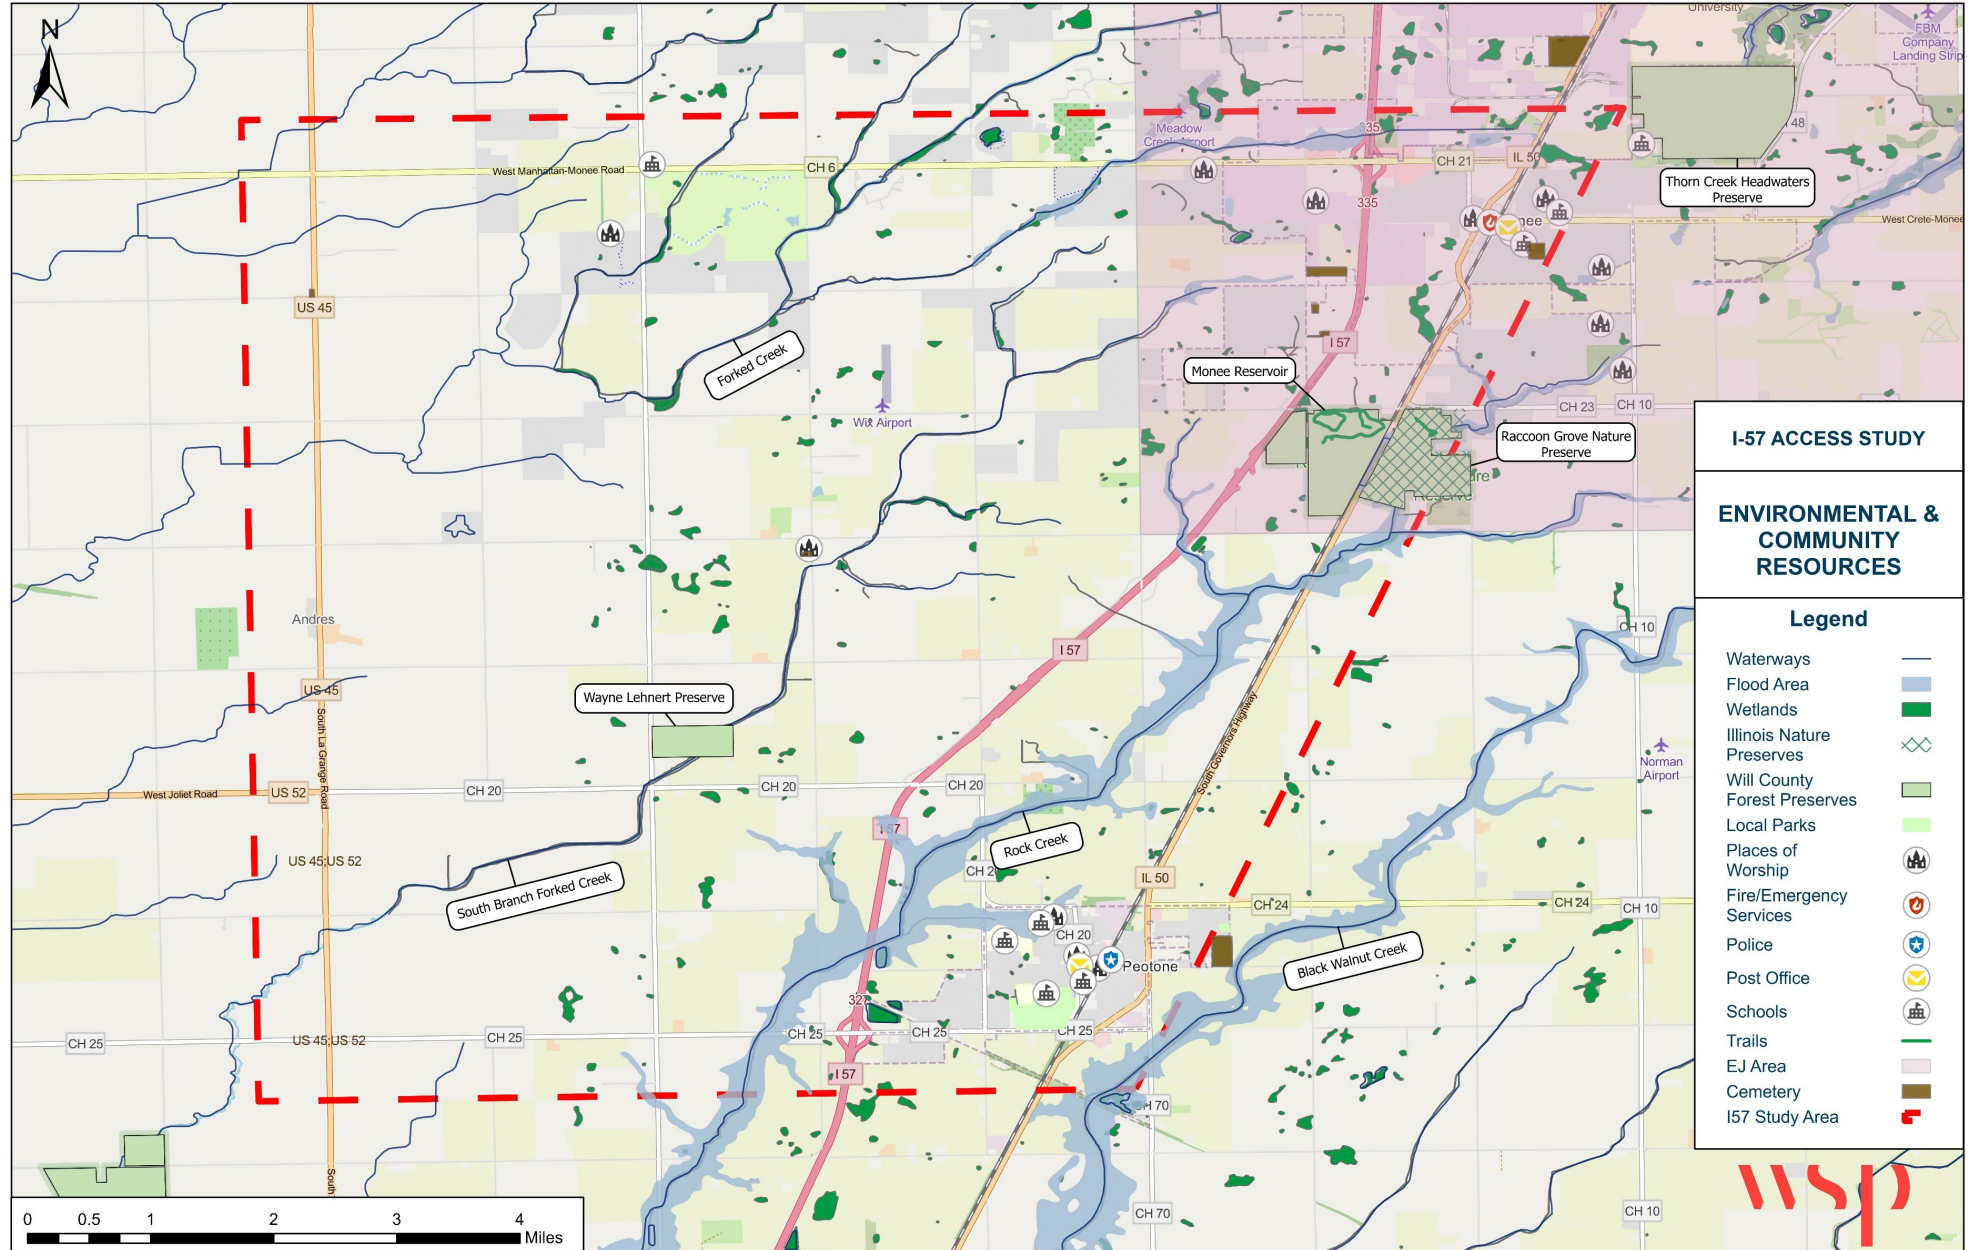 N
University
FBM
Company
Landing Strip
335
Meadow
Creek Airport
48
CH 21
IL 50
West Manhattan-Monee Road
CH 6
Thorn Creek Headwaters
Preserve
335
West Crete-Monee
US 45
I 57
Forked Creek
Monee Reservoir
CH 23
CH 10
Wix Airport
Raccoon Grove Nature
Preserve
I-57 ACCESS STUDY
ENVIRONMENTAL &
COMMUNITY
RESOURCES
Legend
Waterways
Flood Area
Wetlands
Illinois Nature
Preserves
Will County
Forest Preserves
Local Parks
Places of
Worship
Fire/Emergency
Services
Police
Post Office
Schools
Trails
EJ Area
Cemetery
I57 Study Area
Andres
CH 10
I 57
US 45
Wayne Lehnert Preserve
South La Grange Road
South Governors Highway
Norman
Airport
West Joliet Road
US 52
CH 20
CH 20
CH 20
I 57
Rock Creek
US 45;US 52
South Branch Forked Creek
CH 20
IL 50
CH 24
CH 24
CH 10
CH 20
Peotone
Black Walnut Creek
327
CH 25
US 45;US 52
CH 25
CH 25
CH 25
CH 25
I 57
CH 70
South
CH 70
CH 10
0 0.5 1 2 3 4
Miles
wsp